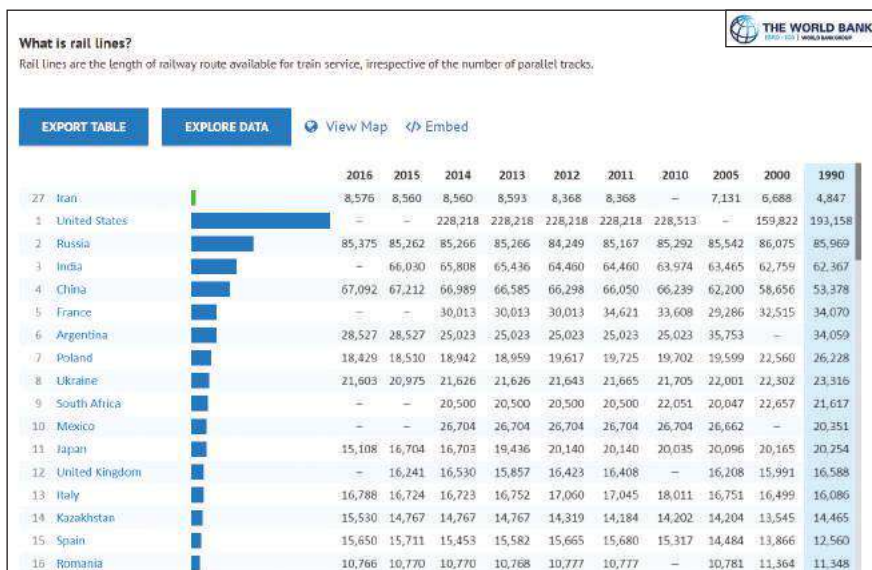 THE WORLD BANK
IBRD · IDA | WORLD BANK GROUP
What is rail lines?
Rail lines are the length of railway route available for train service, irrespective of the number of parallel tracks.
EXPORT TABLE EXPLORE DATA View Map </> Embed
2016 2015 2014 2013 2012 2011 2010 2005 2000 1990
27 Iran 8,576 8,560 8,560 8,593 8,368 8,368 – 7,131 6,688 4,847
1 United States – – 228,218 228,218 228,218 228,218 228,513 – 159,822 193,158
2 Russia 85,375 85,262 85,266 85,266 84,249 85,167 85,292 85,542 86,075 85,969
3 India – 66,030 65,808 65,436 64,460 64,460 63,974 63,465 62,759 62,367
4 China 67,092 67,212 66,989 66,585 66,298 66,050 66,239 62,200 58,656 53,378
5 France – – 30,013 30,013 30,013 34,621 33,608 29,286 32,515 34,070
6 Argentina 28,527 28,527 25,023 25,023 25,023 25,023 25,023 35,753 – 34,059
7 Poland 18,429 18,510 18,942 18,959 19,617 19,725 19,702 19,599 22,560 26,228
8 Ukraine 21,603 20,975 21,626 21,626 21,643 21,665 21,705 22,001 22,302 23,316
9 South Africa – – 20,500 20,500 20,500 20,500 22,051 20,047 22,657 21,617
10 Mexico – – 26,704 26,704 26,704 26,704 26,704 26,662 – 20,351
11 Japan 15,108 16,704 16,703 19,436 20,140 20,140 20,035 20,096 20,165 20,254
12 United Kingdom – 16,241 16,530 15,857 16,423 16,408 – 16,208 15,991 16,588
13 Italy 16,788 16,724 16,723 16,752 17,060 17,045 18,011 16,751 16,499 16,086
14 Kazakhstan 15,530 14,767 14,767 14,767 14,319 14,184 14,202 14,204 13,545 14,465
15 Spain 15,650 15,711 15,453 15,582 15,665 15,680 15,317 14,484 13,866 12,560
16 Romania 10,766 10,770 10,770 10,768 10,777 10,777 – 10,781 11,364 11,348